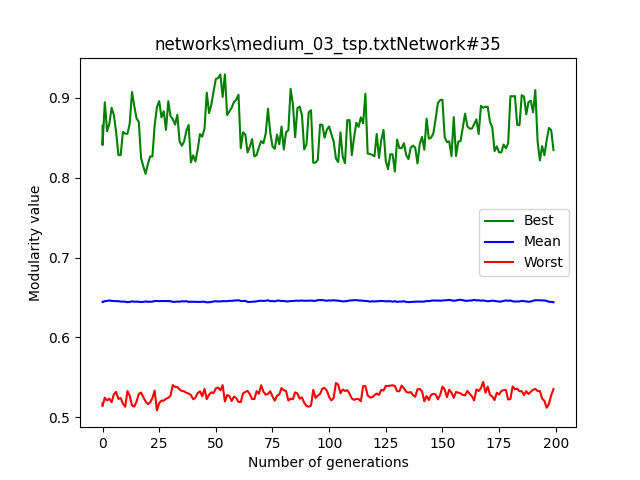 networks\medium_03_tsp.txtNetwork#35
Modularity value
0.9
0.8
0.7
0.6
0.5
Best
Mean
Worst
0 25 50 75 100 125 150 175 200
Number of generations